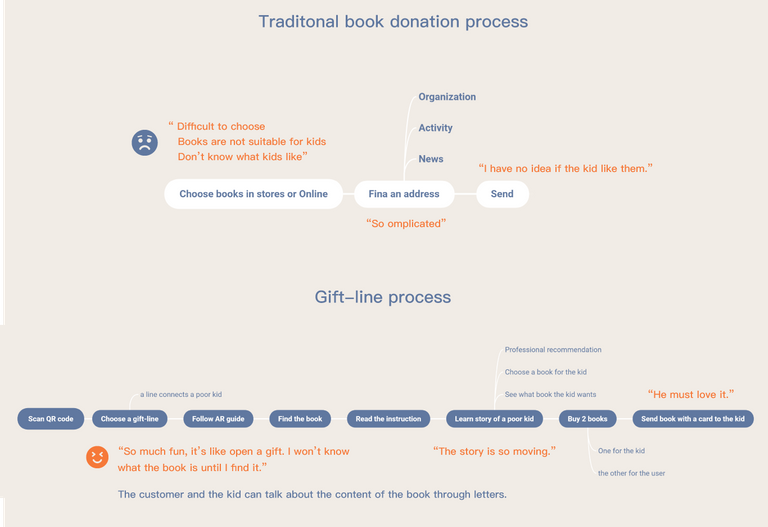 Traditonal book donation process
Organization
Activity
News
“ Difficult to choose
Books are not suitable for kids
Don’t know what kids like”
“I have no idea if the kid like them.”
Choose books in stores or Online
Fina an address
Send
“So omplicated”
Gift-line process
Professional recommendation
Choose a book for the kid
See what book the kid wants
a line connects a poor kid
“He must love it.”
Scan QR code
Choose a gift-line
Follow AR guide
Find the book
Read the instruction
Learn story of a poor kid
Buy 2 books
Send book with a card to the kid
“So much fun, it’s like open a gift. I won’t know
what the book is until I find it.”
“The story is so moving.”
One for the kid
the other for the user
The customer and the kid can talk about the content of the book through letters.